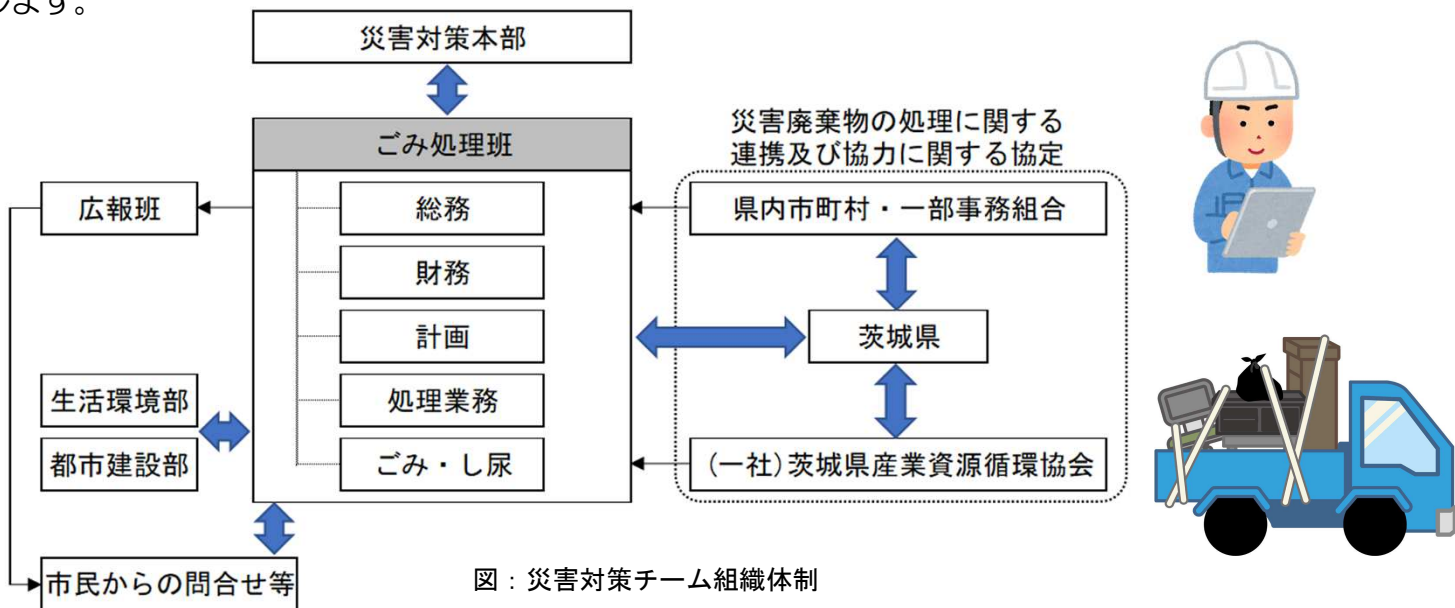 ります。
災害対策本部
ごみ処理班
総務
財務
計画
処理業務
ごみ・し尿
広報班
生活環境部
都市建設部
市民からの問合せ等
災害廃棄物の処理に関する
連携及び協力に関する協定
県内市町村・一部事務組合
茨城県
(一社)茨城県産業資源循環協会
図：災害対策チーム組織体制